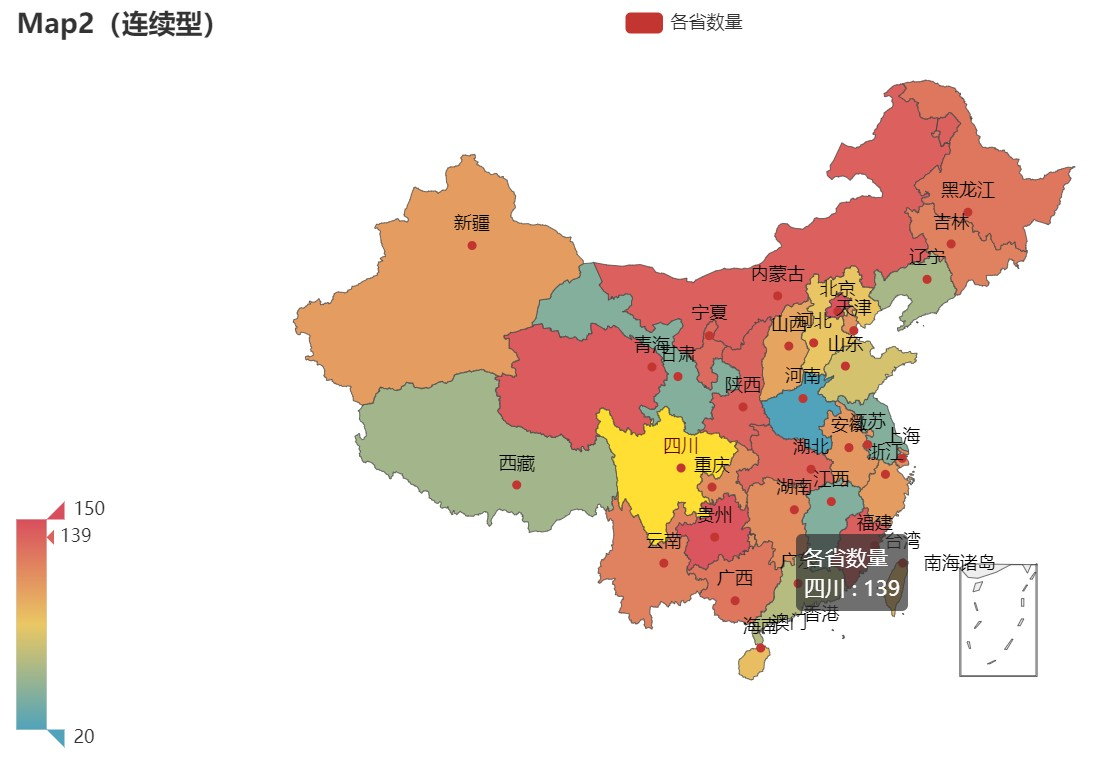 Map2（连续型）
各省数量
黑龙江
吉林
新疆
辽宁
内蒙古
北京
天津
宁夏
山西
河北
山东
青海
甘肃
河南
陕西
安徽
江苏
上海
四川
湖北
浙江
西藏
重庆
湖南
江西
150
139
贵州
福建
云南
台湾
各省数量
南海诸岛
四川 : 139
广西
香港
海南
澳门
20